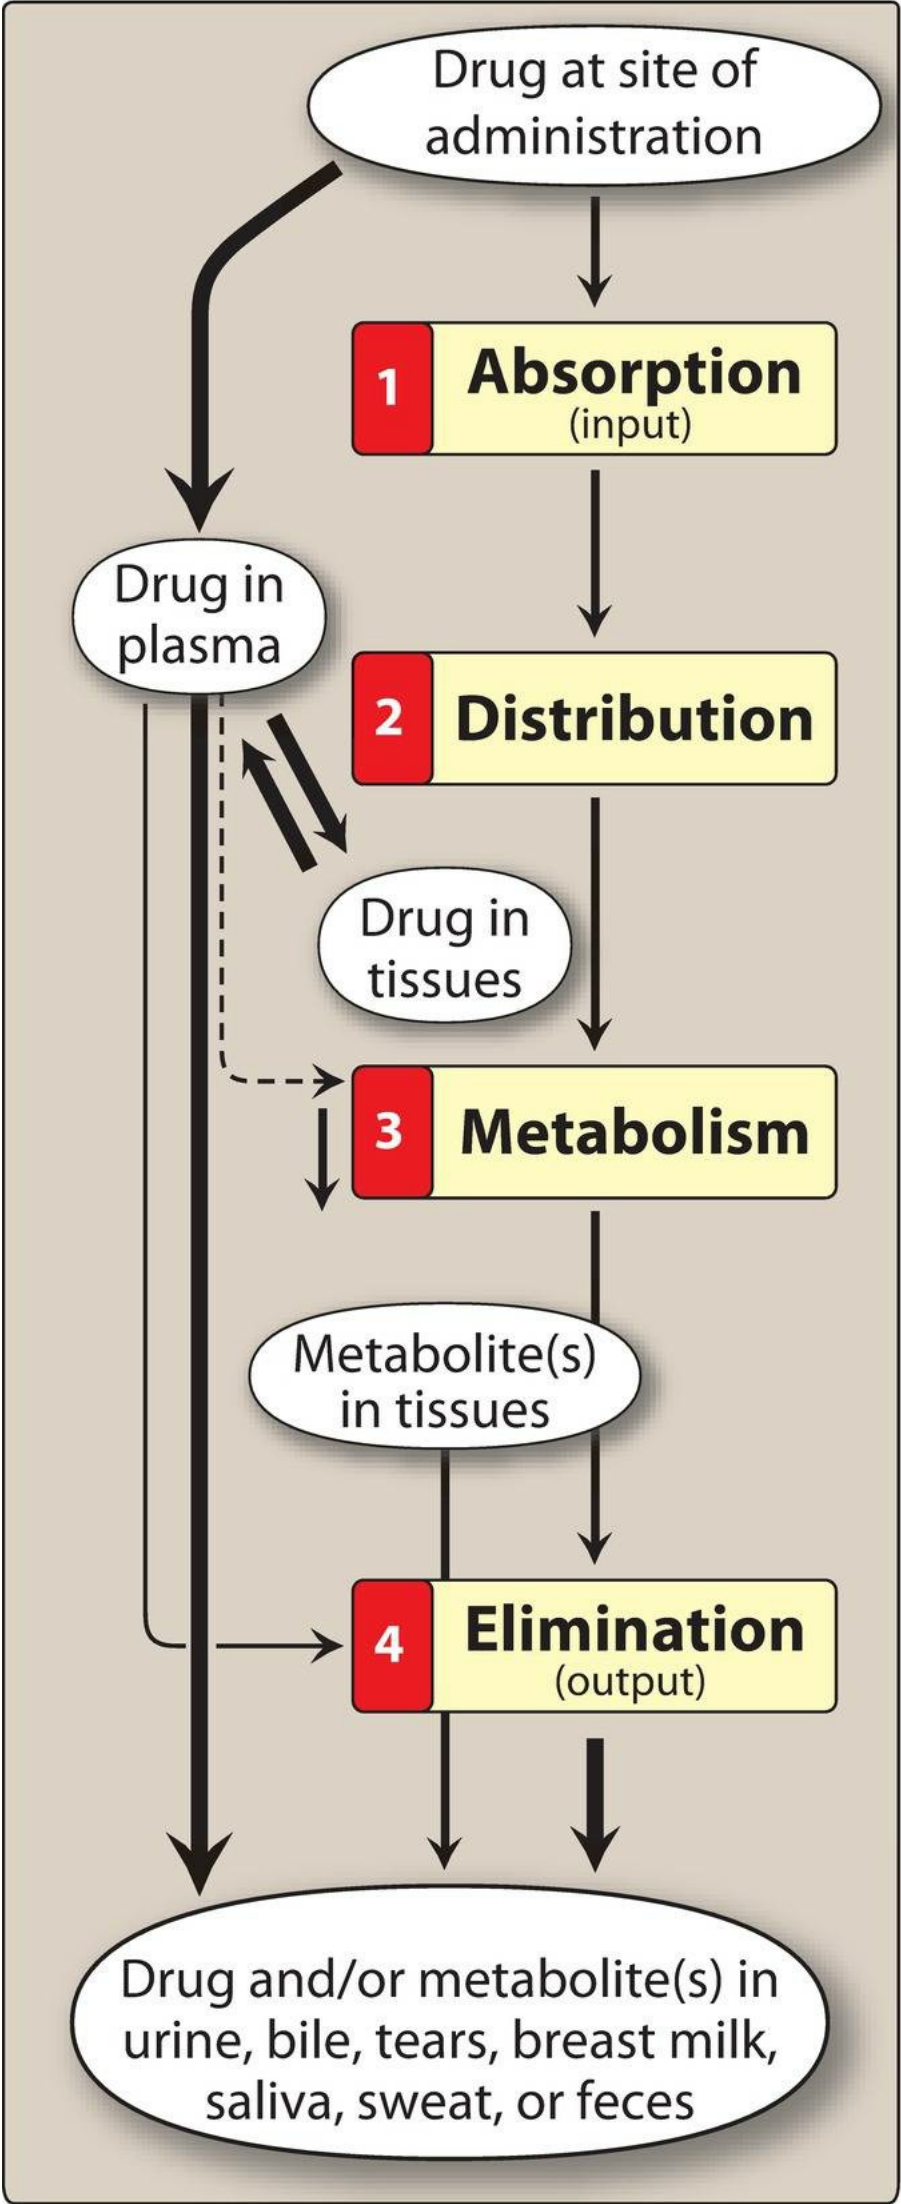 Drug at site of
administration
1
Absorption
(input)
Drug in
plasma
2
Distribution
Drug in
tissues
3
Metabolism
Metabolite(s)
in tissues
4
Elimination
(output)
Drug and/or metabolite(s) in
urine, bile, tears, breast milk,
saliva, sweat, or feces